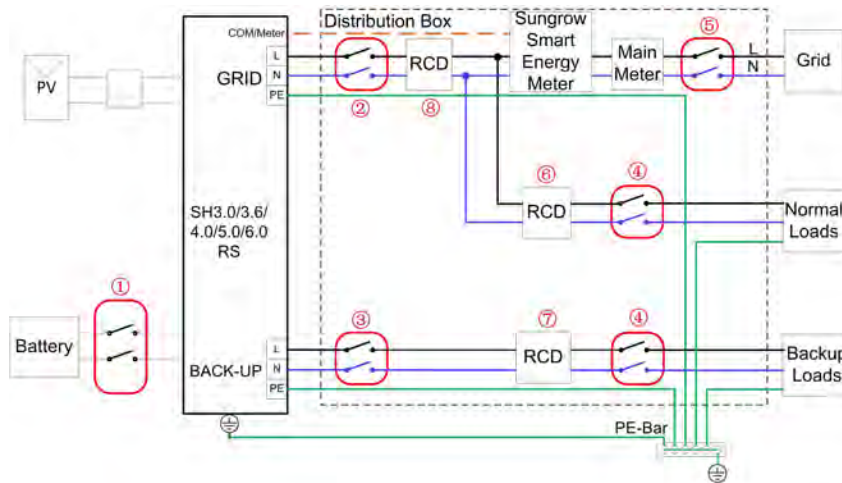 Distribution Box
COM/Meter
Sungrow
Smart
Energy
Meter
Main
Meter
⑤
L
N
Grid
PV
GRID
L
N
PE
②
RCD
⑧
SH3.0/3.6/
4.0/5.0/6.0
RS
⑥
RCD
④
Normal
Loads
①
Battery
BACK-UP
L
N
PE
③
⑦
RCD
④
Backup
Loads
PE-Bar